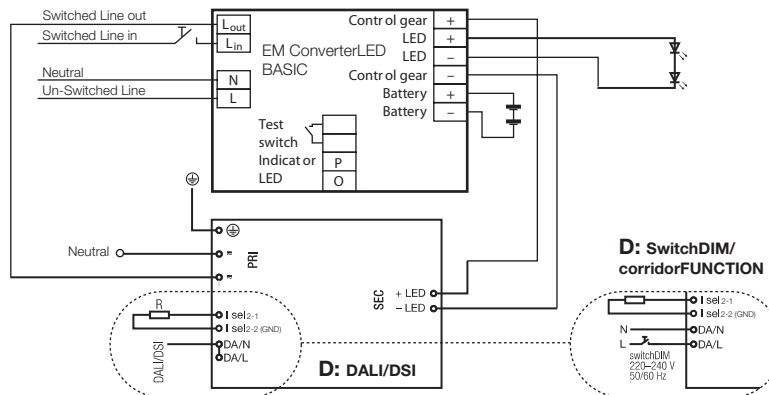 Switched Line out
Switched Line in
Neutral
Un-Switched Line
Lout
Lin
N
L
EM ConverterLED
BASIC
Test
switch
Indicator
LED
P
O
Control gear +
LED +
LED –
Control gear –
Battery +
Battery –
Neutral
PRI
SEC
+ LED
– LED
R
I sel2-1
I sel2-2 (GND)
DA/N
DA/L
DALI/DSI
D: DALI/DSI
D: SwitchDIM/
corridorFUNCTION
I sel2-1
I sel2-2 (GND)
N DA/N
L DA/L
switchDIM
220–240 V
50/60 Hz